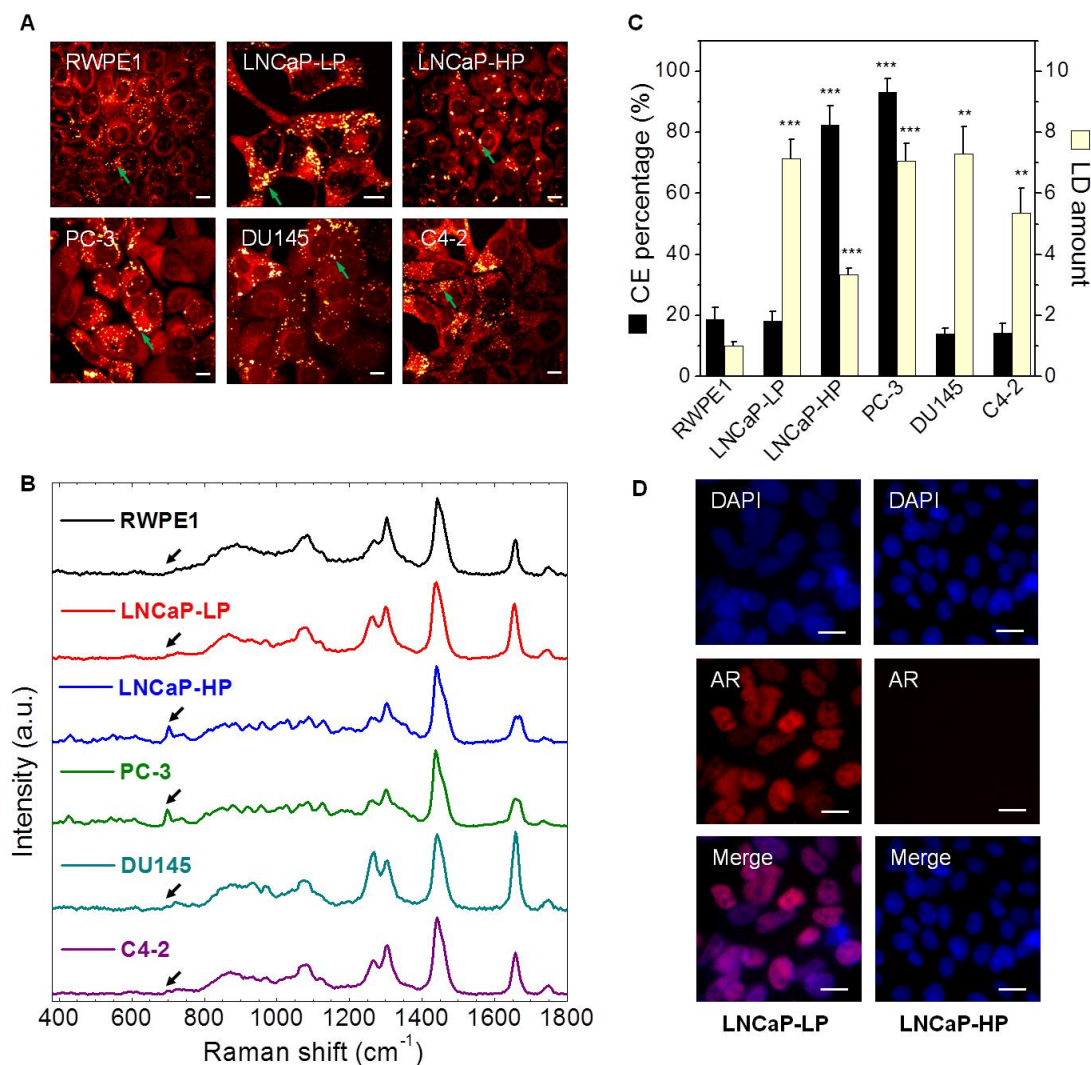 A
RWPE1
LNCaP-LP
LNCaP-HP
PC-3
DU145
C4-2
B
RWPE1
LNCaP-LP
LNCaP-HP
PC-3
DU145
C4-2
Intensity (a.u.)
400 600 800 1000 1200 1400 1600 1800
Raman shift (cm⁻¹)
C
CE percentage (%)
100
80
60
40
20
0
***
***
***
***
***
**
**
10
8
6
4
2
0
LD amount
RWPE1
LNCaP-LP
LNCaP-HP
PC-3
DU145
C4-2
D
DAPI DAPI
AR AR
Merge Merge
LNCaP-LP LNCaP-HP